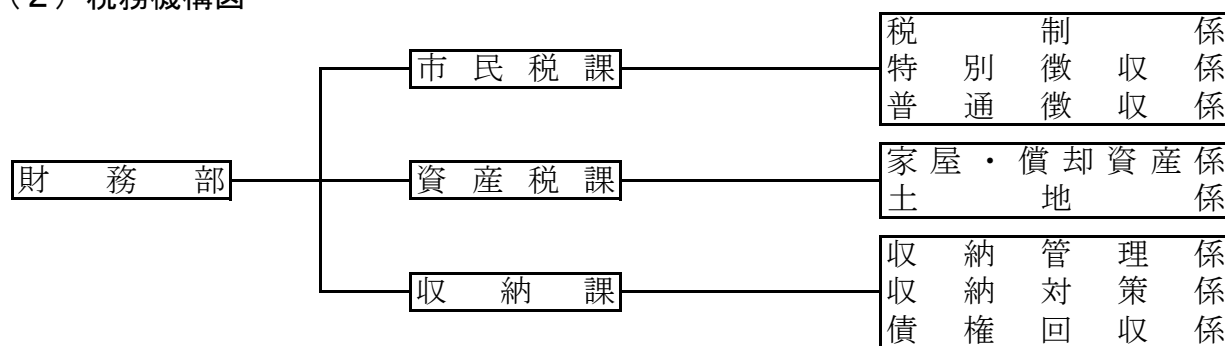 (2)税務機構図
財務部
市民税課
税制係
特別徴収係
普通徴収係
資産税課
家屋・償却資産係
土地係
収納課
収納管理係
収納対策係
債権回収係